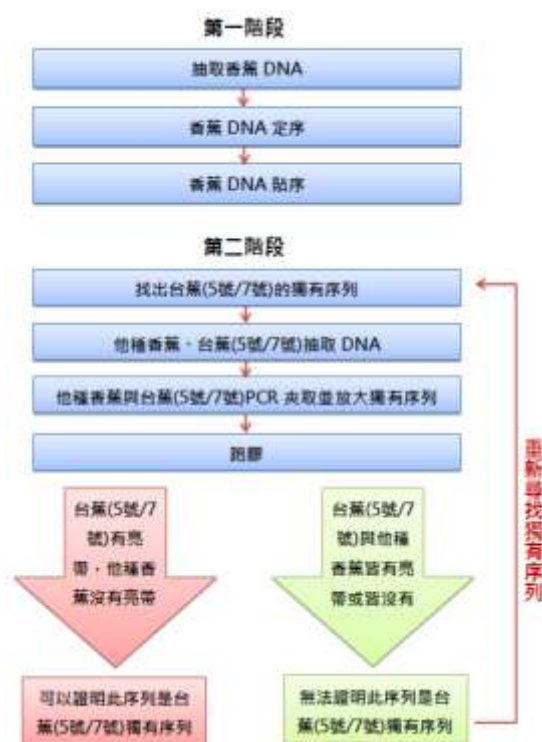 第一階段
抽取香蕉 DNA
香蕉 DNA 定序
香蕉 DNA 貼序
第二階段
找出台蕉(5號/7號)的獨有序列
他種香蕉、台蕉(5號/7號)抽取 DNA
他種香蕉與台蕉(5號/7號)PCR 夾取並放大獨有序列
跑膠
台蕉(5號/7
號)有亮
帶，他種香
蕉沒有亮帶
台蕉(5號/7
號)與他種
香蕉皆有亮
帶或皆沒有
可以證明此序列是台
蕉(5號/7號)獨有序列
無法證明此序列是台
蕉(5號/7號)獨有序列
重新尋找獨有序列